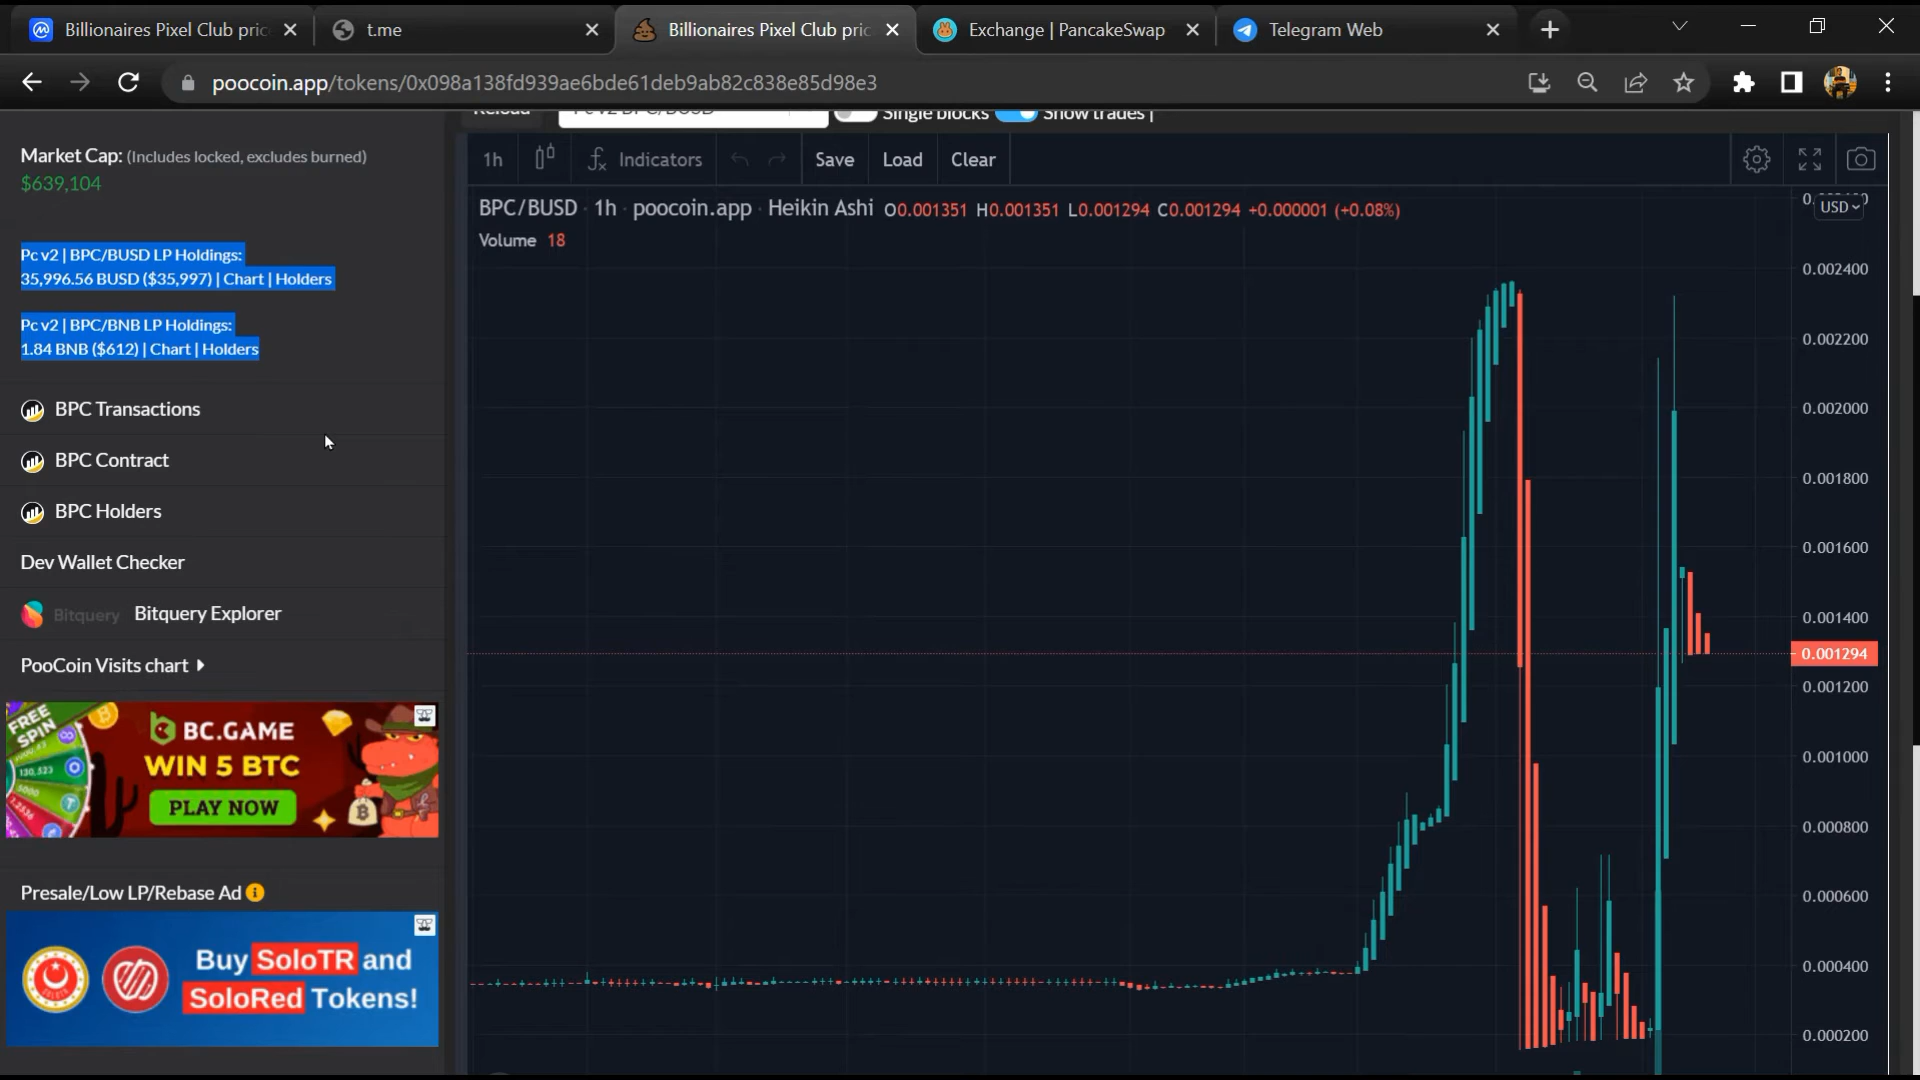 Billionaires Pixel Club pric
t.me
Billionaires Pixel Club pric
Exchange | PancakeSwap
Telegram Web
poocoin.app/tokens/0x098a138fd939ae6bde61deb9ab82c838e85d98e3
Reload
Pc v2 BPC/BUSD
Single blocks
Show trades |
Market Cap: (Includes locked, excludes burned)
$639,104
Pc v2 | BPC/BUSD LP Holdings:
35,996.56 BUSD ($35,997) | Chart | Holders
Pc v2 | BPC/BNB LP Holdings:
1.84 BNB ($612) | Chart | Holders
BPC Transactions
BPC Contract
BPC Holders
Dev Wallet Checker
Bitquery Bitquery Explorer
PooCoin Visits chart
FREE
SPIN
BC.GAME
WIN 5 BTC
PLAY NOW
Presale/Low LP/Rebase Ad
Buy SoloTR and
SoloRed Tokens!
1h
Indicators
Save
Load
Clear
BPC/BUSD · 1h · poocoin.app · Heikin Ashi O0.001351 H0.001351 L0.001294 C0.001294 +0.000001 (+0.08%)
Volume 18
USD
0.002400
0.002200
0.002000
0.001800
0.001600
0.001400
0.001294
0.001200
0.001000
0.000800
0.000600
0.000400
0.000200